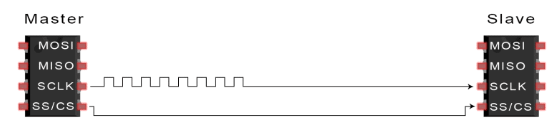 Master
Slave
MOSI
MISO
SCLK
SS/CS
MOSI
MISO
SCLK
SS/CS